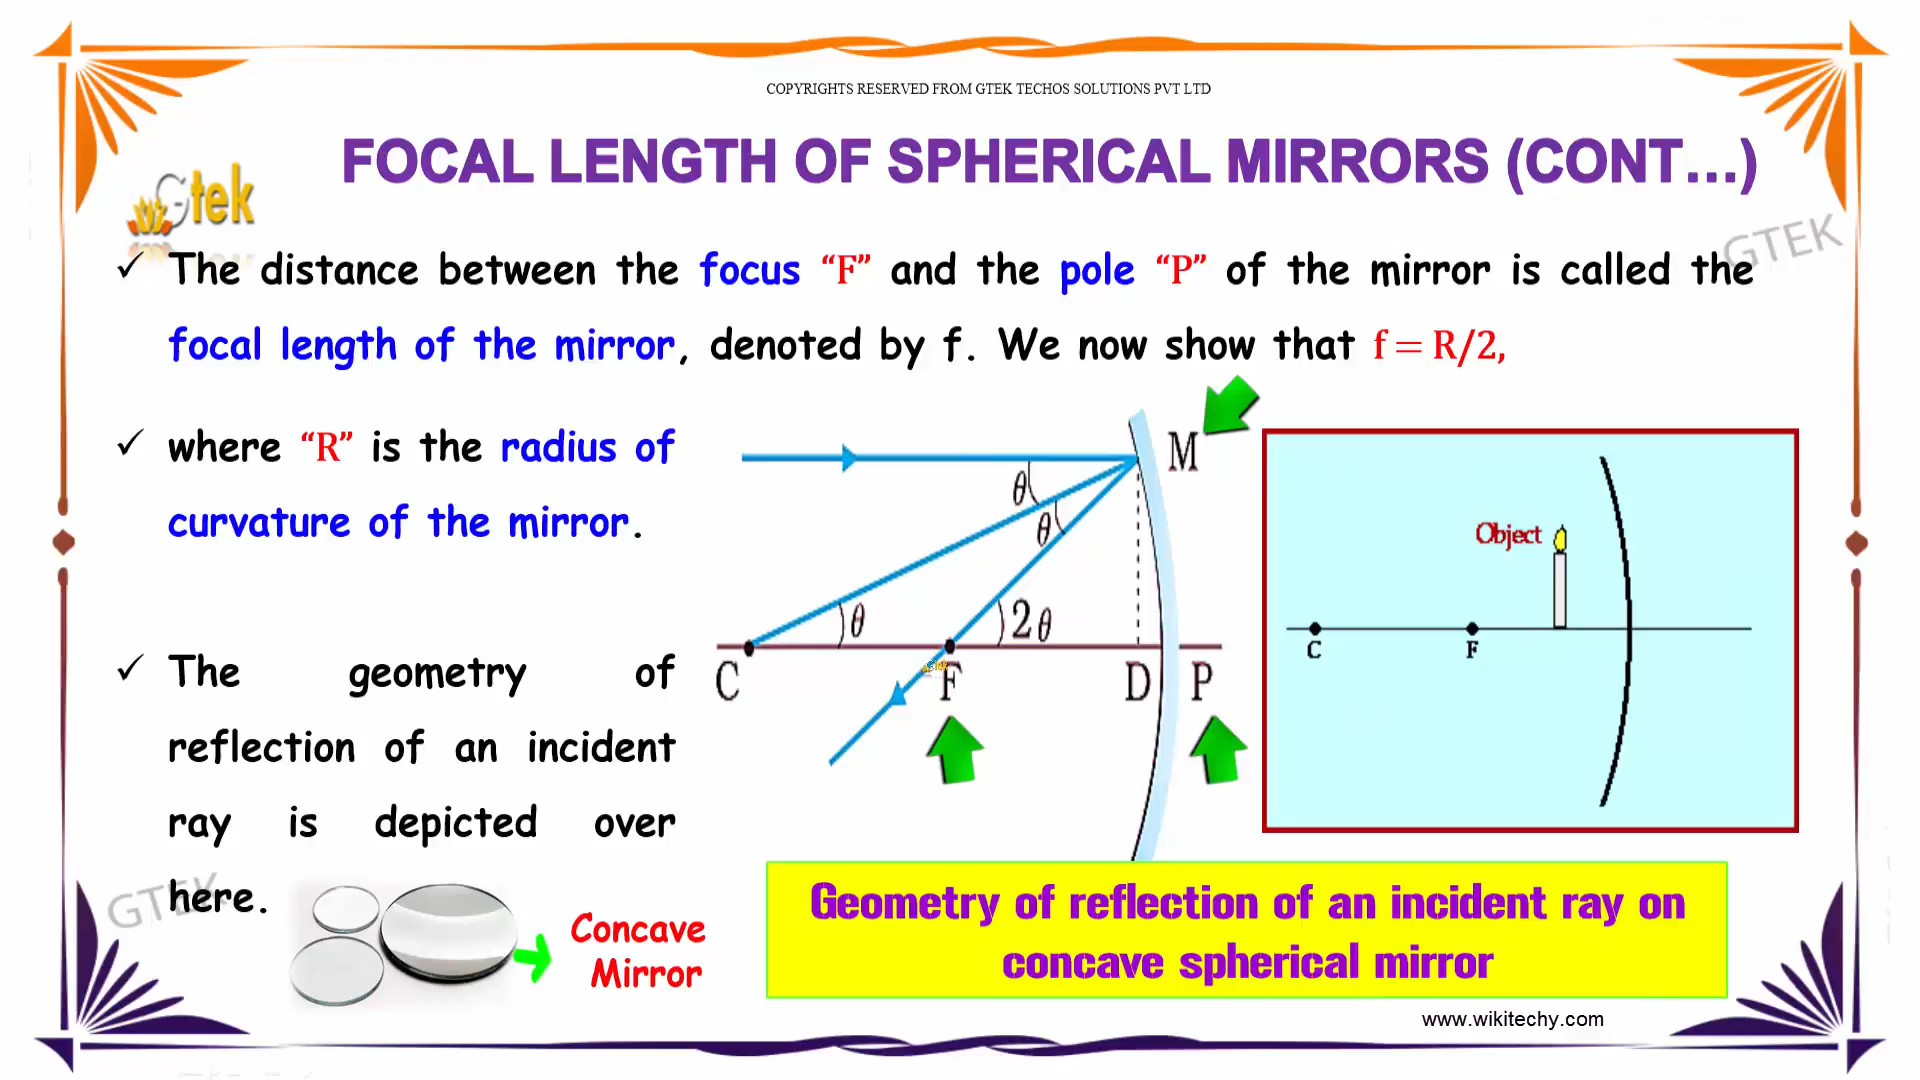 COPYRIGHTS RESERVED FROM GTEK TECHOS SOLUTIONS PVT LTD
FOCAL LENGTH OF SPHERICAL MIRRORS (CONT...)
Gtek
GTEK
✓ The distance between the focus “F” and the pole “P” of the mirror is called the
focal length of the mirror, denoted by f. We now show that f = R/2,
✓ where “R” is the radius of
curvature of the mirror.
✓ The geometry of
reflection of an incident
ray is depicted over
here.
GTEK
Concave
Mirror
M
θ
θ
θ
2θ
C
F
D
P
Object
C
F
Geometry of reflection of an incident ray on
concave spherical mirror
www.wikitechy.com